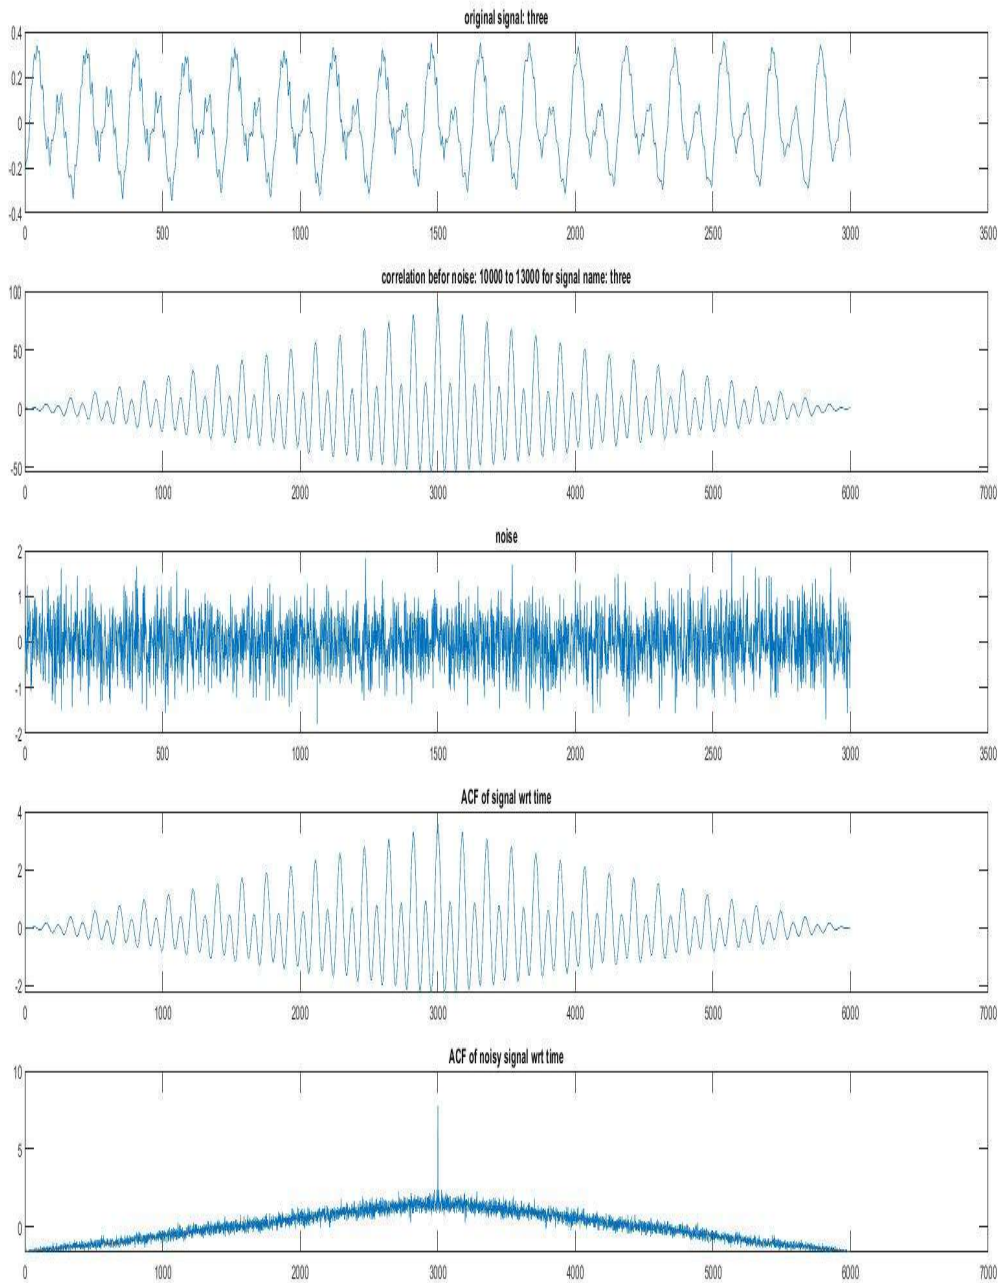 original signal: three
0.4
0.2
0
-0.2
-0.4
0 500 1000 1500 2000 2500 3000 3500
correlation befor noise: 10000 to 13000 for signal name: three
100
50
0
-50
0 1000 2000 3000 4000 5000 6000 7000
noise
2
1
0
-1
-2
0 500 1000 1500 2000 2500 3000 3500
ACF of signal wrt time
4
2
0
-2
0 1000 2000 3000 4000 5000 6000 7000
ACF of noisy signal wrt time
10
5
0
0 1000 2000 3000 4000 5000 6000 7000